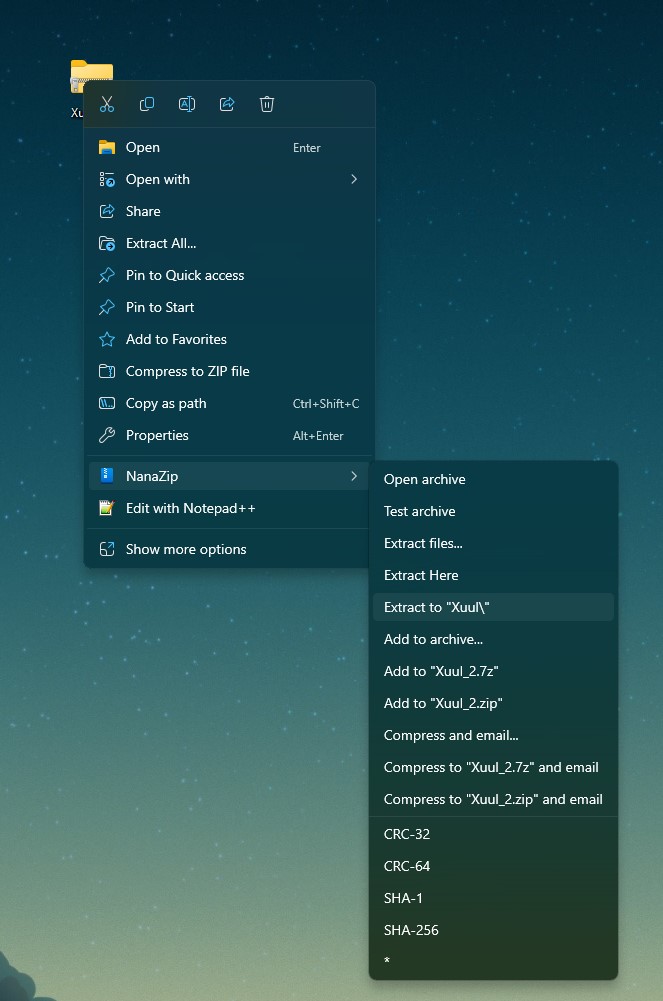 Xu
Open Enter
Open with
Share
Extract All...
Pin to Quick access
Pin to Start
Add to Favorites
Compress to ZIP file
Copy as path Ctrl+Shift+C
Properties Alt+Enter
NanaZip
Edit with Notepad++
Show more options
Open archive
Test archive
Extract files...
Extract Here
Extract to "Xuul\"
Add to archive...
Add to "Xuul_2.7z"
Add to "Xuul_2.zip"
Compress and email...
Compress to "Xuul_2.7z" and email
Compress to "Xuul_2.zip" and email
CRC-32
CRC-64
SHA-1
SHA-256
*